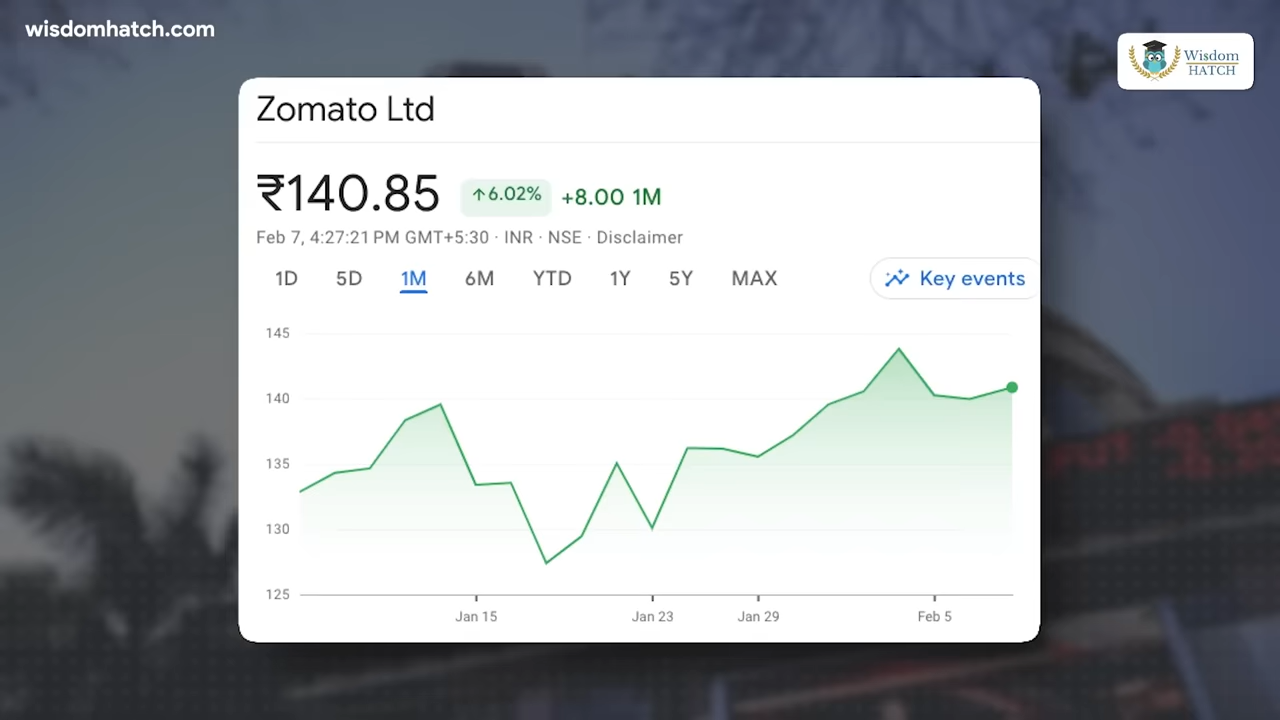 wisdomhatch.com
Wisdom
HATCH
Zomato Ltd
₹140.85 ↑6.02% +8.00 1M
Feb 7, 4:27:21 PM GMT+5:30 · INR · NSE · Disclaimer
1D 5D 1M 6M YTD 1Y 5Y MAX Key events
145
140
135
130
125
Jan 15 Jan 23 Jan 29 Feb 5